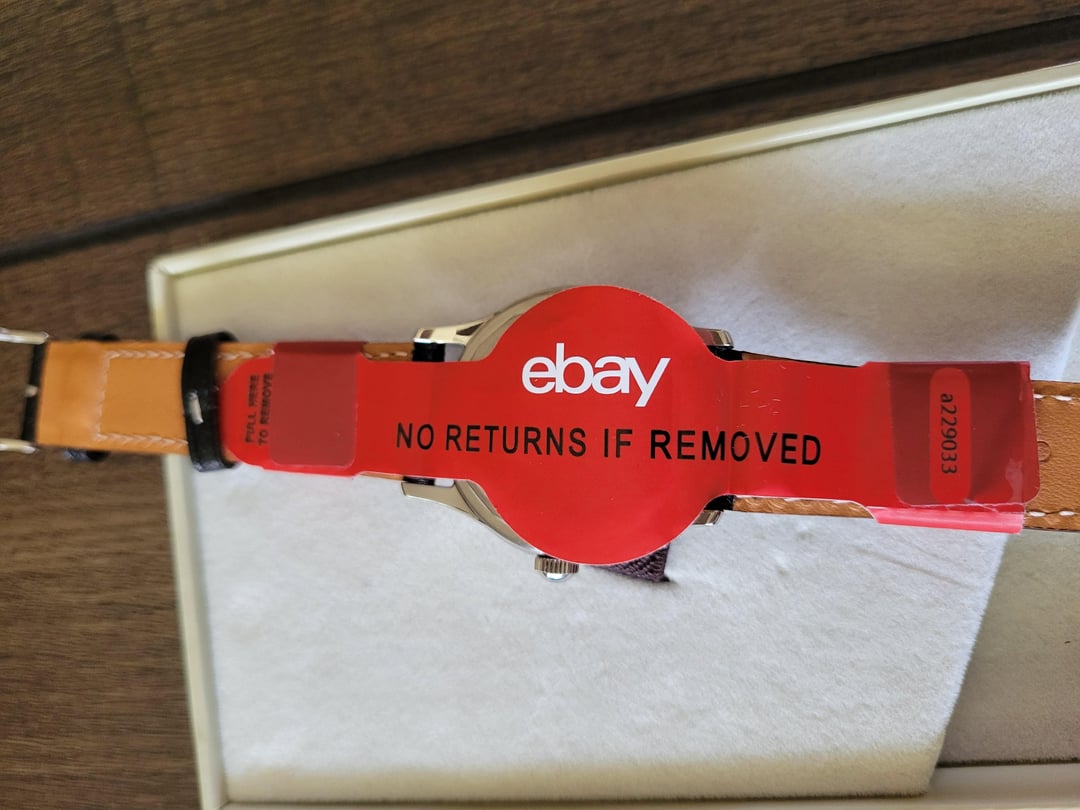 ebay
NO RETURNS IF REMOVED
PULL HERE
TO REMOVE
a229033